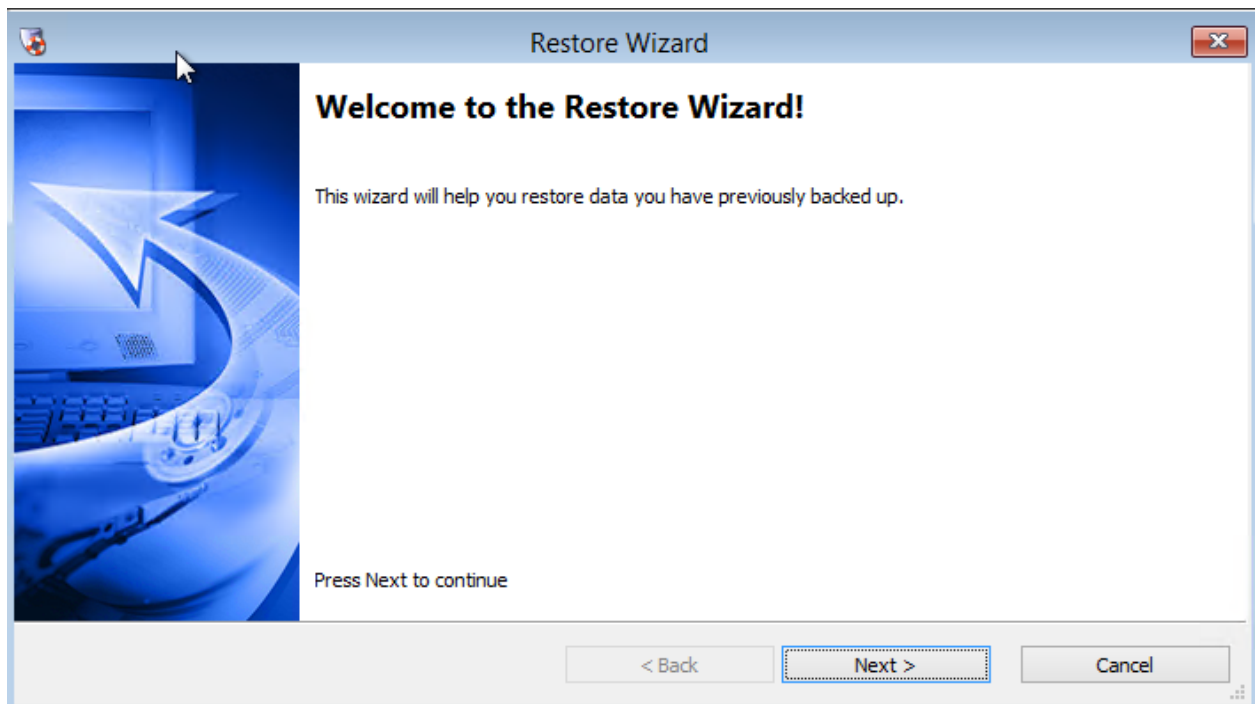 Restore Wizard
Welcome to the Restore Wizard!
This wizard will help you restore data you have previously backed up.
Press Next to continue
< Back Next > Cancel